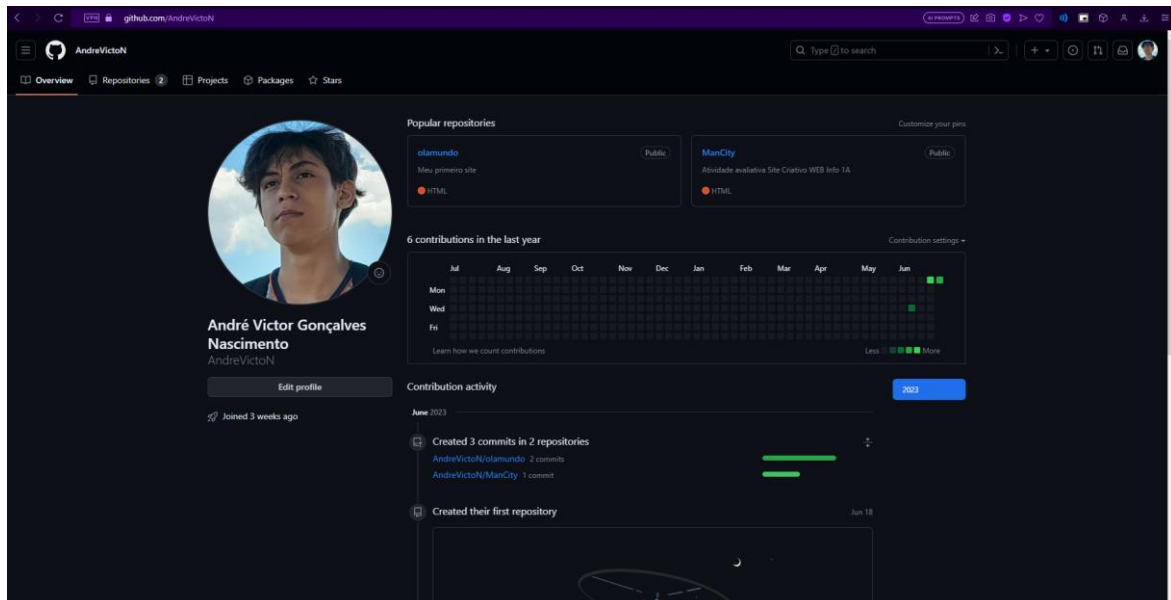 VPN github.com/AndreVictoN AI PROMPTS
AndreVictoN Type / to search
Overview Repositories 2 Projects Packages Stars
Popular repositories Customize your pins
olamundo Public
Meu primeiro site
HTML
ManCity Public
Atividade avaliativa Site Criativo WEB Info 1A
HTML
6 contributions in the last year Contribution settings
Jul Aug Sep Oct Nov Dec Jan Feb Mar Apr May Jun
Mon
Wed
Fri
Learn how we count contributions Less More
André Victor Gonçalves
Nascimento
AndreVictoN
Edit profile
Joined 3 weeks ago
Contribution activity 2023
June 2023
Created 3 commits in 2 repositories
AndreVictoN/olamundo 2 commits
AndreVictoN/ManCity 1 commit
Created their first repository Jun 18